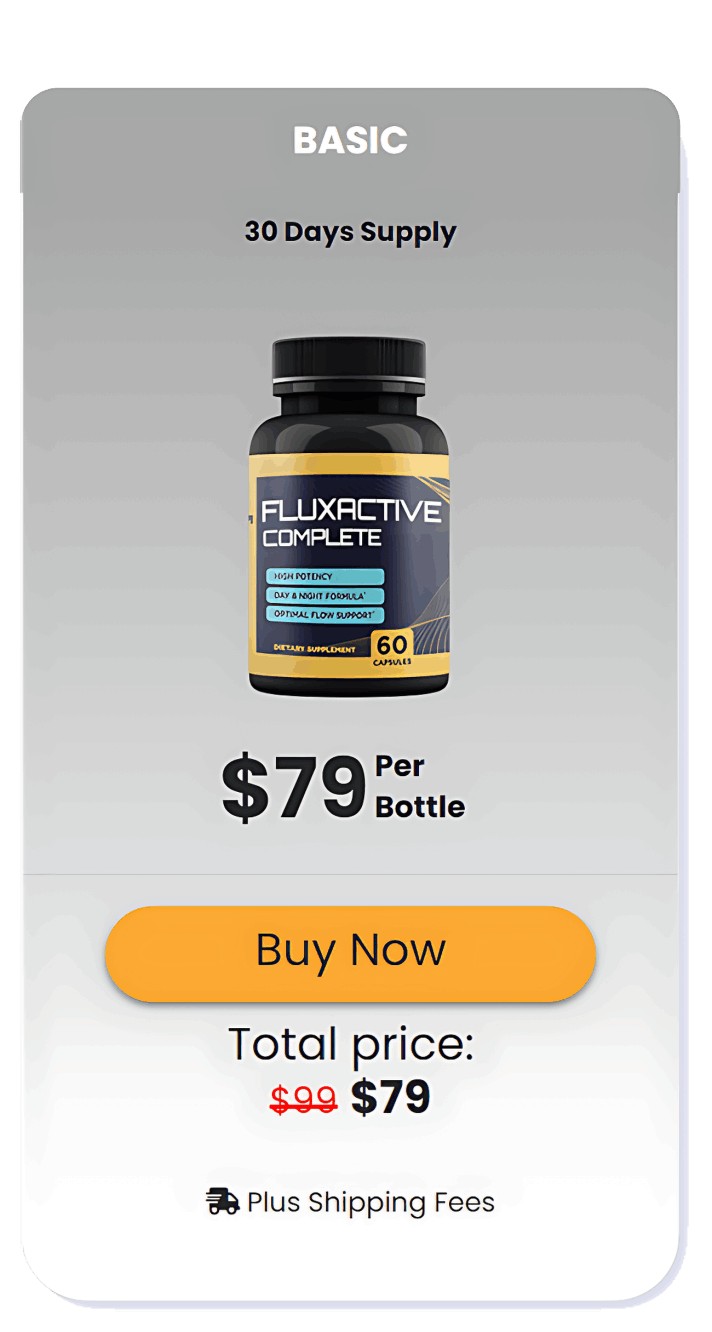 BASIC
30 Days Supply
FLUXACTIVE
COMPLETE
HIGH POTENCY
DAY & NIGHT FORMULA*
OPTIMAL FLOW SUPPORT*
DIETARY SUPPLEMENT
60
CAPSULES
$79 Per
Bottle
Buy Now
Total price:
$99 $79
Plus Shipping Fees